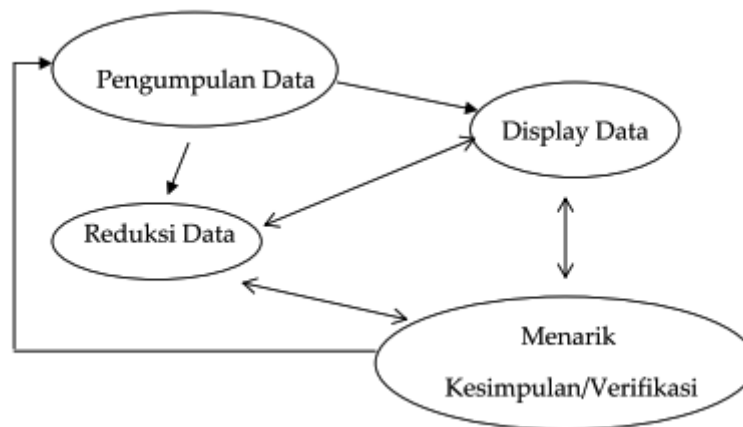 Pengumpulan Data
Display Data
Reduksi Data
Menarik
Kesimpulan/Verifikasi